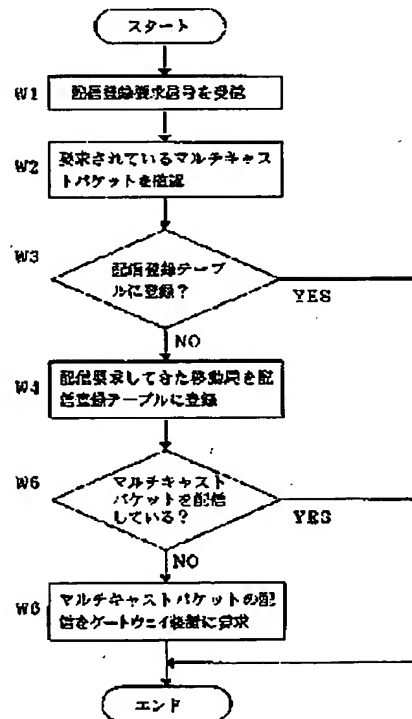 スタート
W1
配信登録要求信号を受信
W2
要求されているマルチキャス
トパケットを確認
W3
配信登録テーブ
ルに登録?
YES
NO
W4
配信要求してきた移動局を配
信登録テーブルに登録
W5
マルチキャスト
パケットを配信
している?
YES
NO
W6
マルチキャストパケットの配
信をゲートウェイ装置に要求
エンド